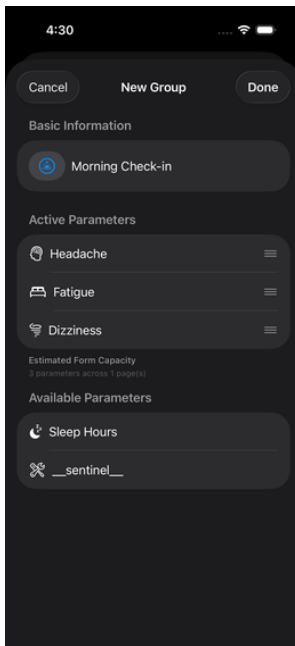 4:30
Cancel New Group Done
Basic Information
Morning Check-in
Active Parameters
Headache
Fatigue
Dizziness
Estimated Form Capacity
3 parameters across 1 page(s)
Available Parameters
Sleep Hours
__sentinel__